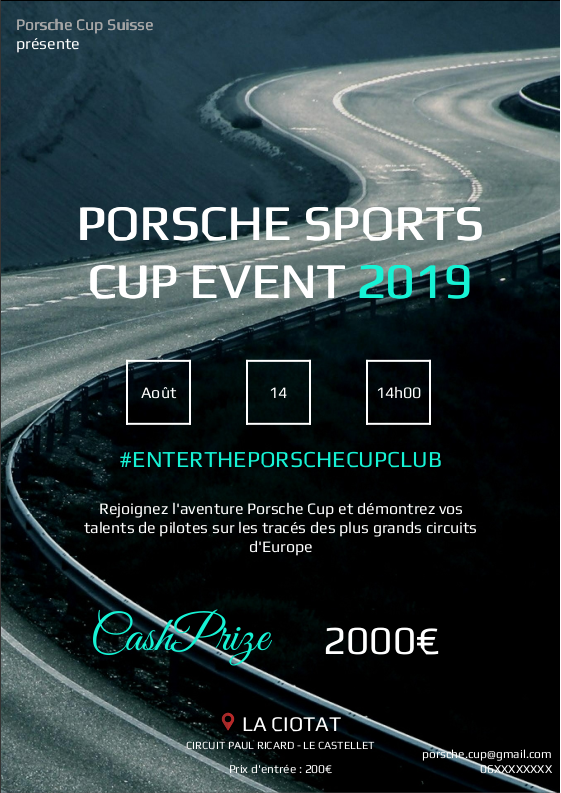 Porsche Cup Suisse
présente
PORSCHE SPORTS
CUP EVENT 2019
Août 14 14h00
#ENTERTHEPORSCHECUPCLUB
Rejoignez l'aventure Porsche Cup et démontrez vos
talents de pilotes sur les tracés des plus grands circuits
d'Europe
CashPrize 2000€
LA CIOTAT
CIRCUIT PAUL RICARD - LE CASTELLET
Prix d'entrée : 200€
porsche.cup@gmail.com
06XXXXXXXX